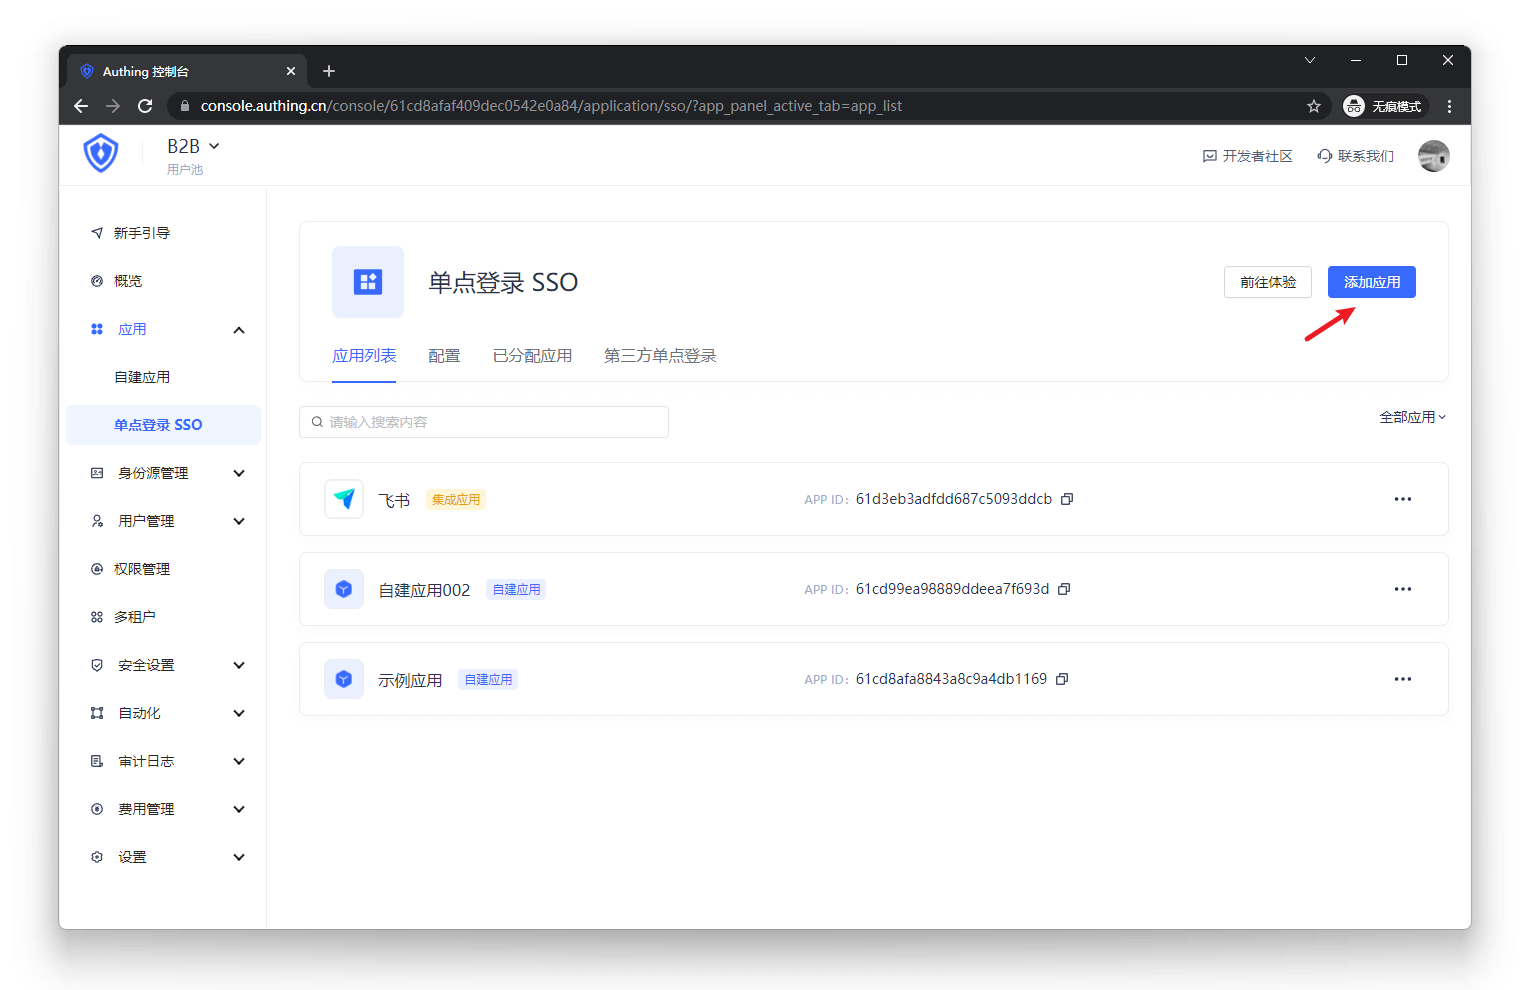 Authing 控制台
console.authing.cn/console/61cd8afaf409dec0542e0a84/application/sso/?app_panel_active_tab=app_list
无痕模式
B2B
用户池
开发者社区
联系我们
新手引导
概览
应用
自建应用
单点登录 SSO
身份源管理
用户管理
权限管理
多租户
安全设置
自动化
审计日志
费用管理
设置
单点登录 SSO
前往体验
添加应用
应用列表 配置 已分配应用 第三方单点登录
请输入搜索内容
全部应用
飞书 集成应用 APP ID: 61d3eb3adfdd687c5093ddcb
自建应用002 自建应用 APP ID: 61cd99ea98889ddeea7f693d
示例应用 自建应用 APP ID: 61cd8afa8843a8c9a4db1169